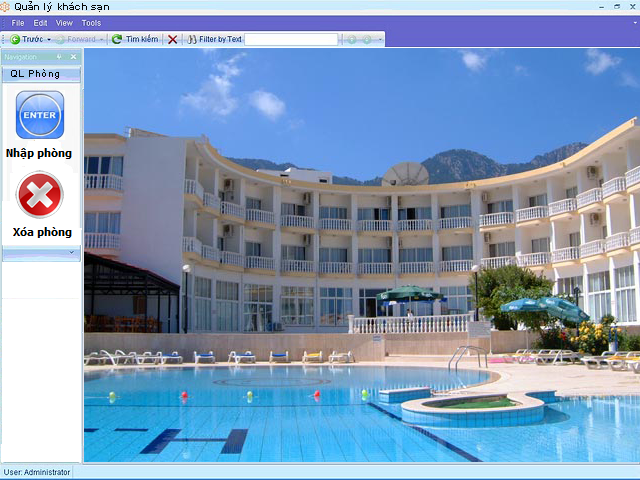 Quản lý khách sạn
File Edit View Tools
Trước Forward Tìm kiếm Filter by Text
Navigation
QL Phòng
ENTER
Nhập phòng
Xóa phòng
H
User: Administrator